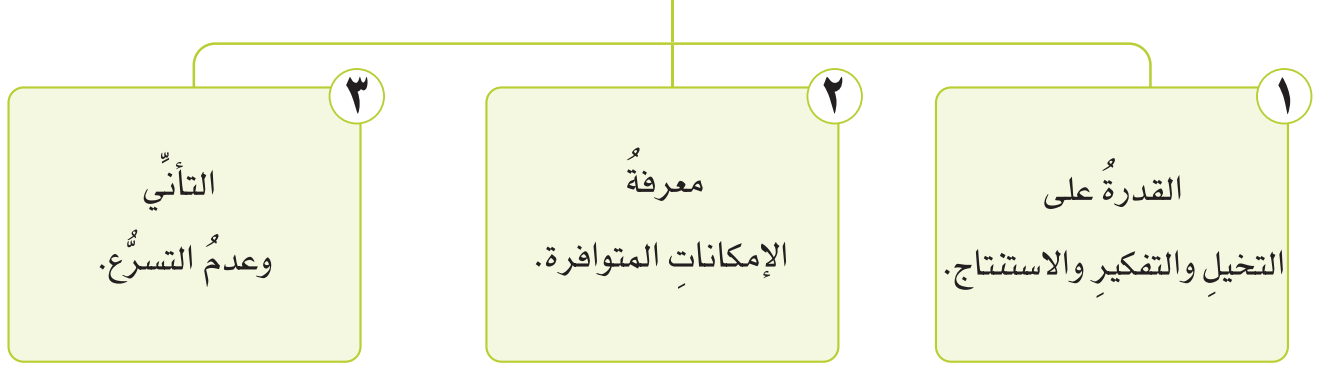 ١
القدرةُ على
التخيلِ والتفكيرِ والاستنتاج.
٢
معرفةُ
الإمكاناتِ المتوافرة.
٣
التأنِّي
وعدمُ التسرُّع.